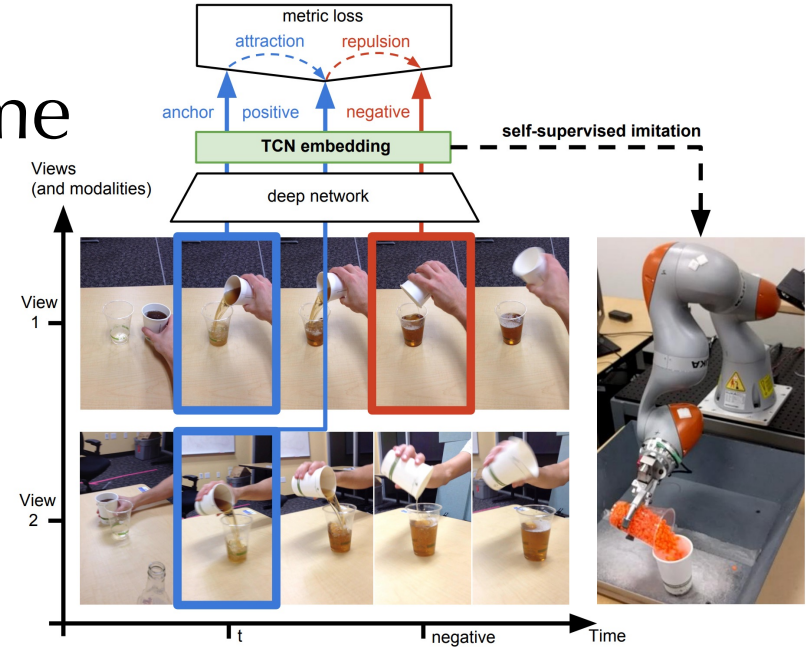 metric loss
attraction repulsion
anchor positive negative
me
TCN embedding
self-supervised imitation
Views
(and modalities)
deep network
View
1
View
2
t
negative
Time